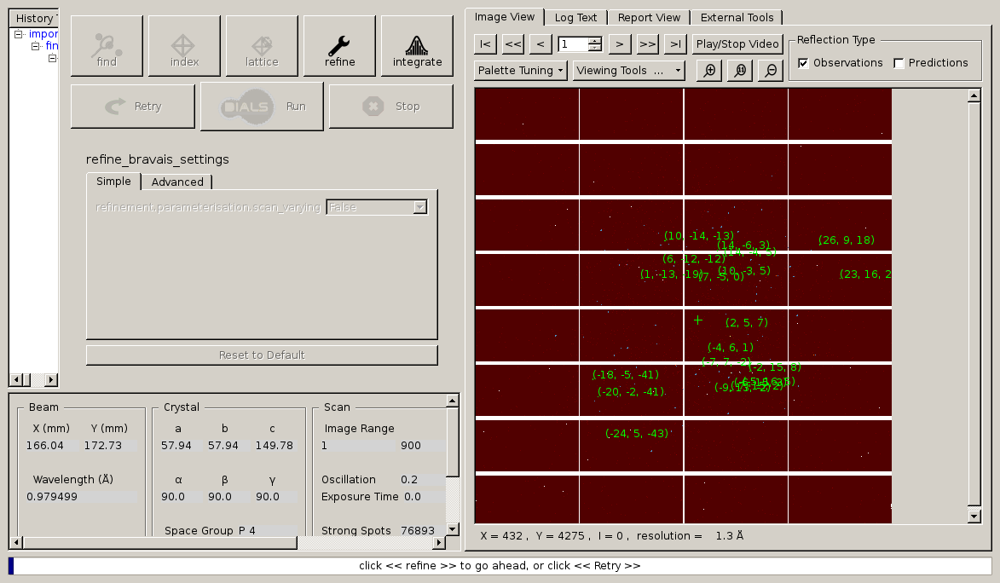 History
impor
fin
find
index
lattice
refine
integrate
Retry
DIALS Run
Stop
refine_bravais_settings
Simple
Advanced
refinement.parameterisation.scan_varying False
Reset to Default
Beam
X (mm) Y (mm)
166.04 172.73
Wavelength (Å)
0.979499
Crystal
a b c
57.94 57.94 149.78
α β γ
90.0 90.0 90.0
Space Group P 4
Scan
Image Range
1 900
Oscillation 0.2
Exposure Time 0.0
Strong Spots 76893
Image View
Log Text
Report View
External Tools
I< << < 1 > >> >I Play/Stop Video
Palette Tuning
Viewing Tools ...
Reflection Type
Observations
Predictions
(10, -14, -13)
(14, -6, 3)
(26, 9, 18)
(6, -12, -12)
(10, -3, 5)
(1, -13, -19)
(7, -5, 0)
(23, 16, 2
(2, 5, 7)
(-4, 6, 1)
(-7, 7, -2)
(-2, 15, 8)
(-18, -5, -41)
(-20, -2, -41)
(-24, 5, -43)
X = 432 , Y = 4275 , I = 0 , resolution = 1.3 Å
click << refine >> to go ahead, or click << Retry >>